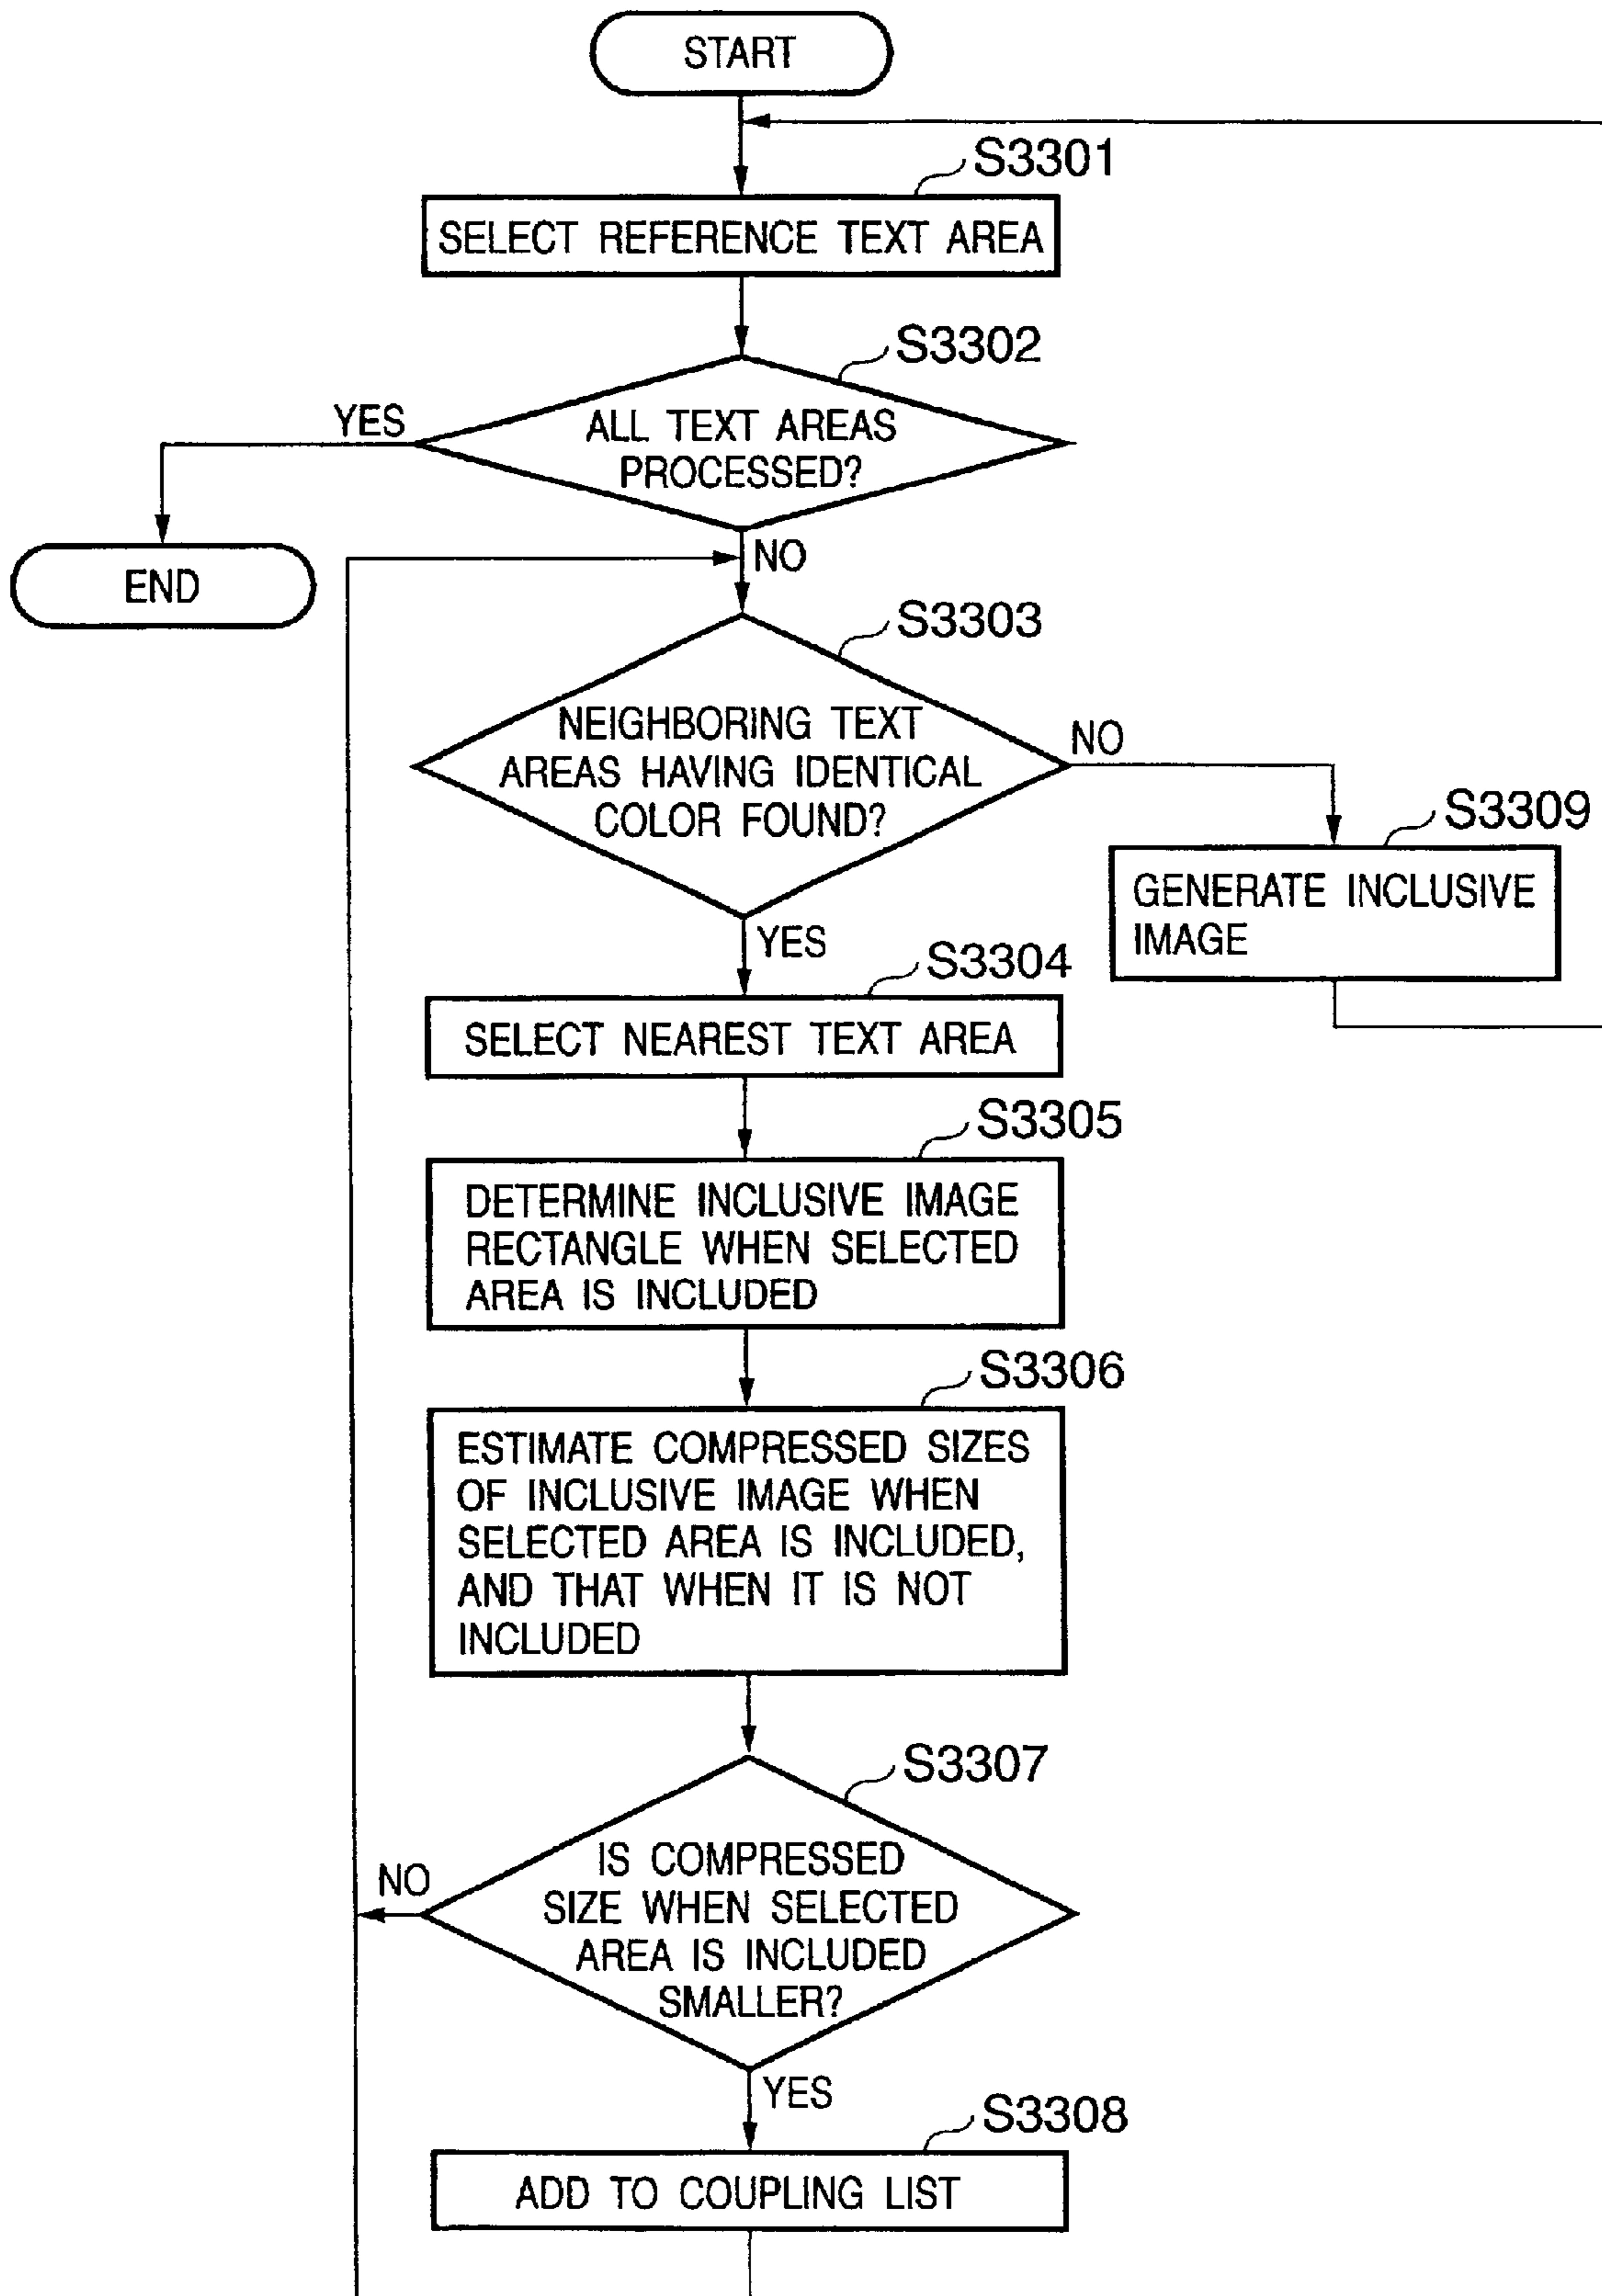 START
S3301
SELECT REFERENCE TEXT AREA
S3302
YES
ALL TEXT AREAS
PROCESSED?
NO
END
S3303
NEIGHBORING TEXT
AREAS HAVING IDENTICAL
COLOR FOUND?
NO
S3309
GENERATE INCLUSIVE
IMAGE
YES
S3304
SELECT NEAREST TEXT AREA
S3305
DETERMINE INCLUSIVE IMAGE
RECTANGLE WHEN SELECTED
AREA IS INCLUDED
S3306
ESTIMATE COMPRESSED SIZES
OF INCLUSIVE IMAGE WHEN
SELECTED AREA IS INCLUDED,
AND THAT WHEN IT IS NOT
INCLUDED
S3307
NO
IS COMPRESSED
SIZE WHEN SELECTED
AREA IS INCLUDED
SMALLER?
YES
S3308
ADD TO COUPLING LIST